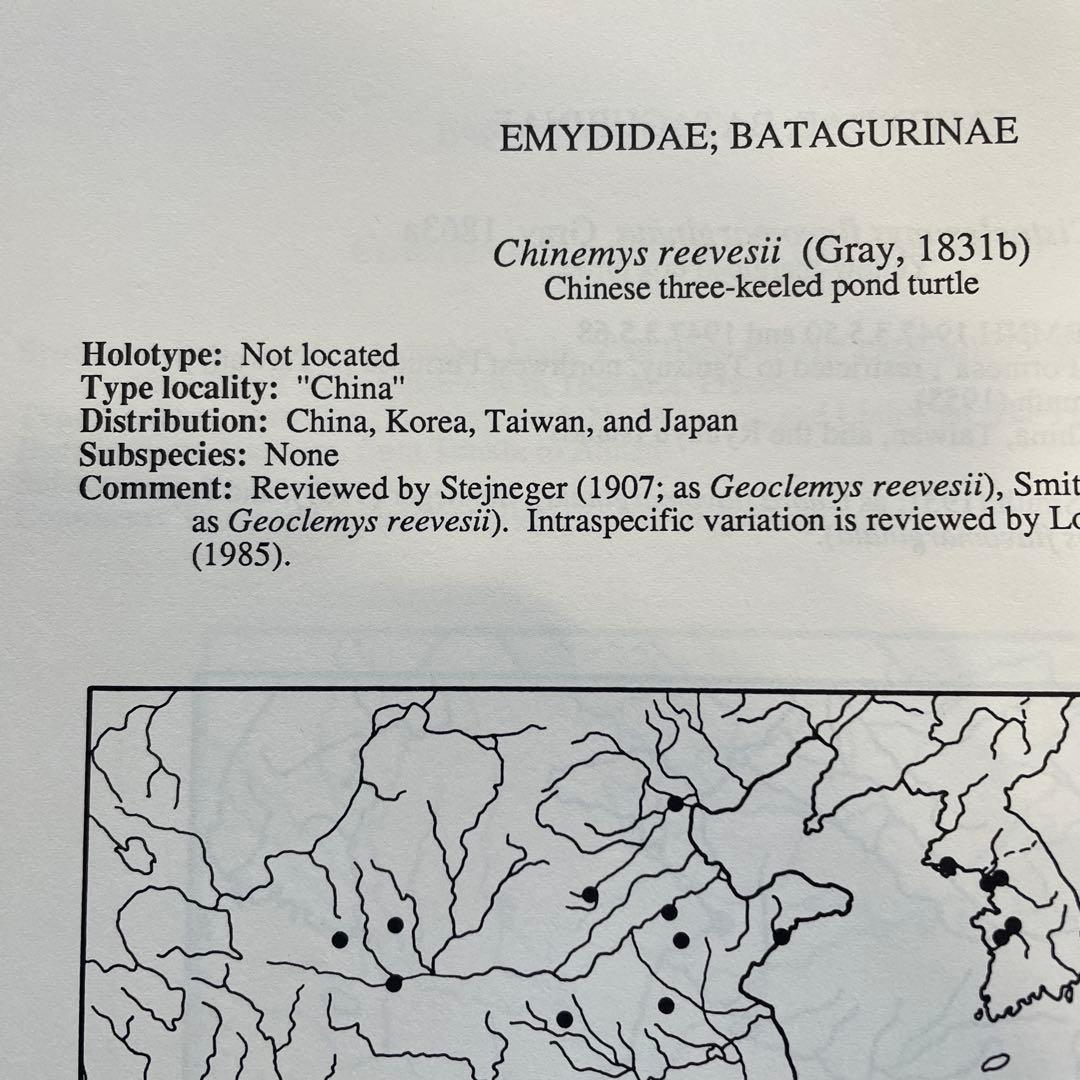 EMYDIDAE; BATAGURINAE
Chinemys reevesii (Gray, 1831b)
Chinese three-keeled pond turtle
Holotype: Not located
Type locality: "China"
Distribution: China, Korea, Taiwan, and Japan
Subspecies: None
Comment: Reviewed by Stejneger (1907; as Geoclemys reevesii), Smit
as Geoclemys reevesii). Intraspecific variation is reviewed by Lo
(1985).